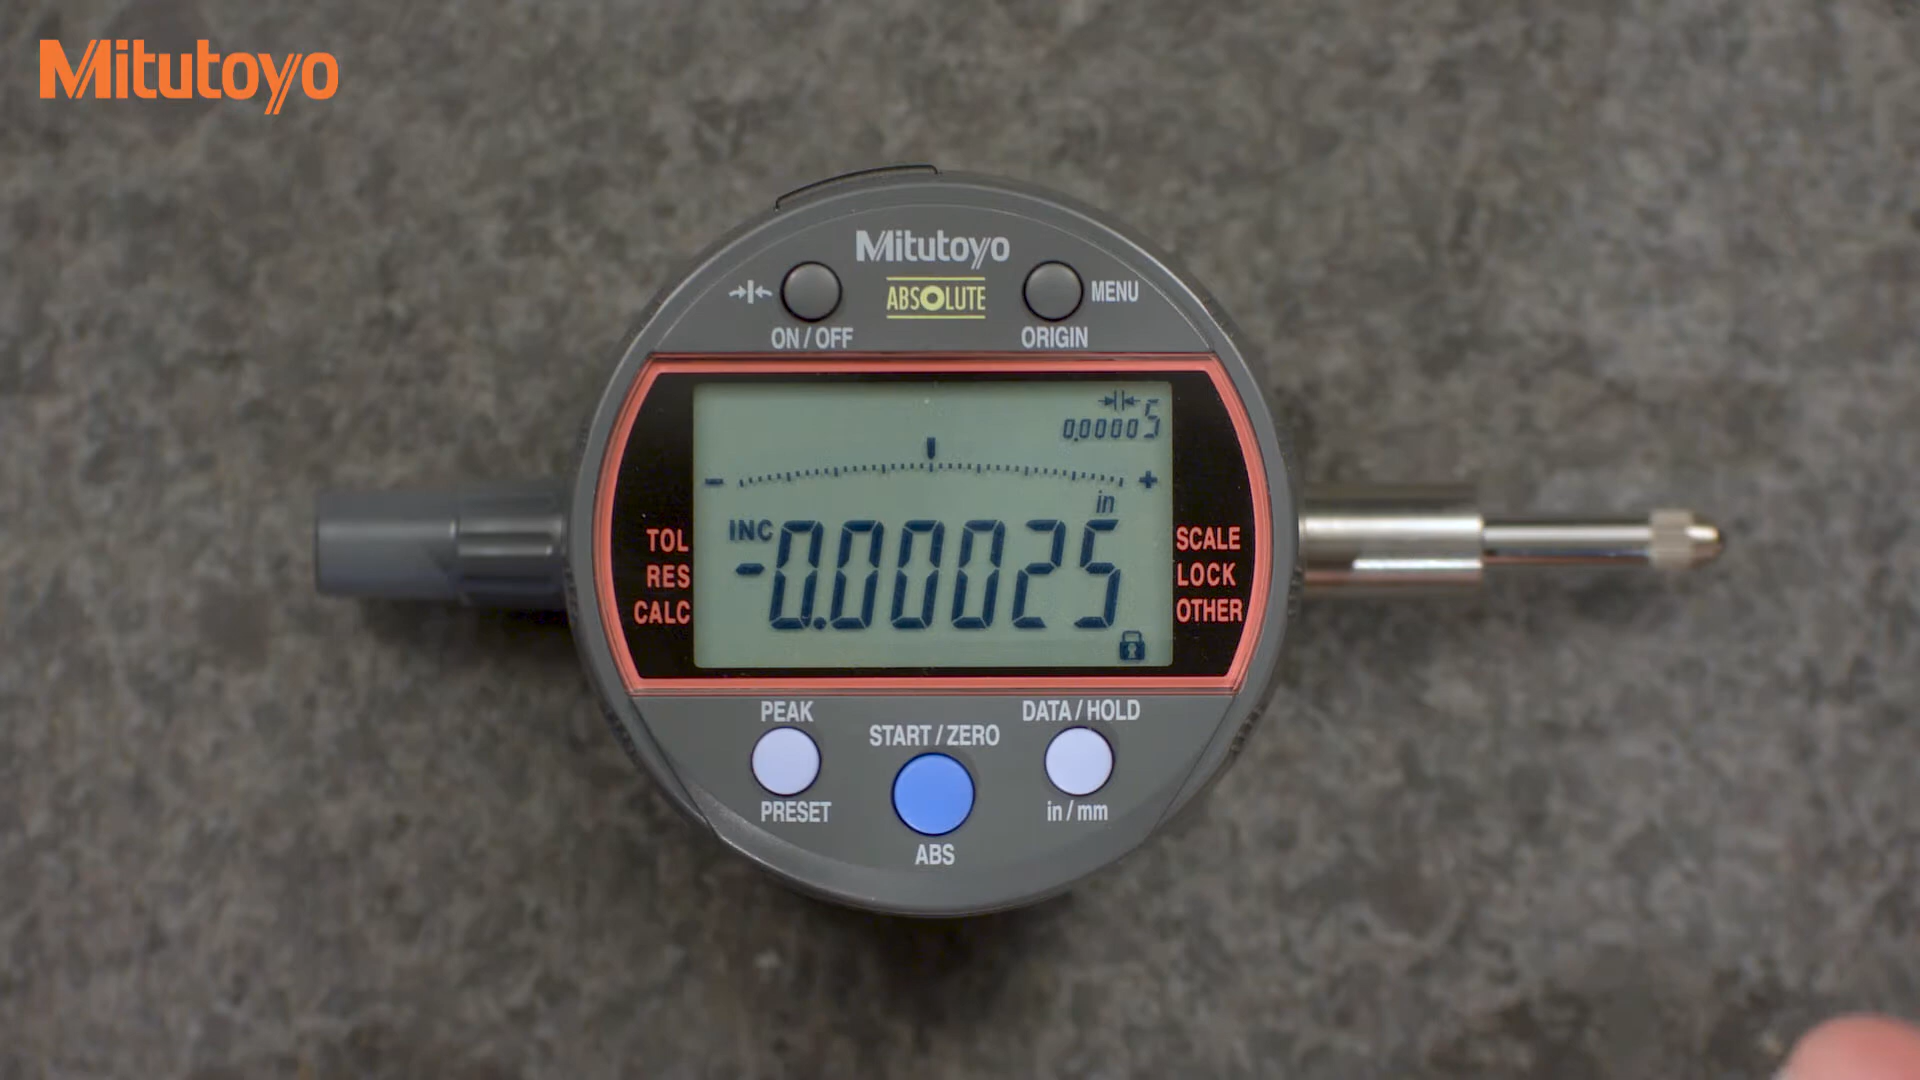 Mitutoyo
Mitutoyo
ABSOLUTE
MENU
ON / OFF
ORIGIN
0.00005
- +
in
INC
-0.00025
TOL
RES
CALC
SCALE
LOCK
OTHER
PEAK
START / ZERO
DATA / HOLD
PRESET
in / mm
ABS